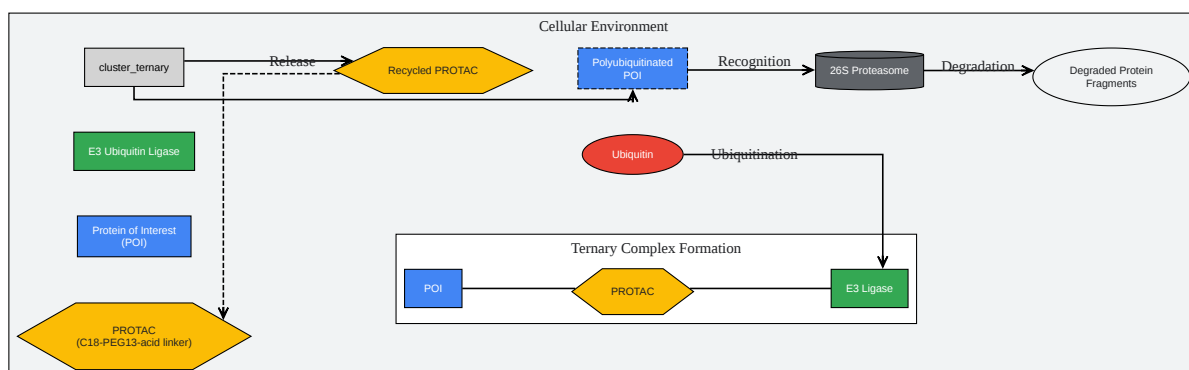 Cellular Environment
cluster_ternary
Release
Recycled PROTAC
Polyubiquitinated
POI
Recognition
26S Proteasome
Degradation
Degraded Protein
Fragments
E3 Ubiquitin Ligase
Ubiquitin
Ubiquitination
Protein of Interest
(POI)
Ternary Complex Formation
POI
PROTAC
E3 Ligase
PROTAC
(C18-PEG13-acid linker)